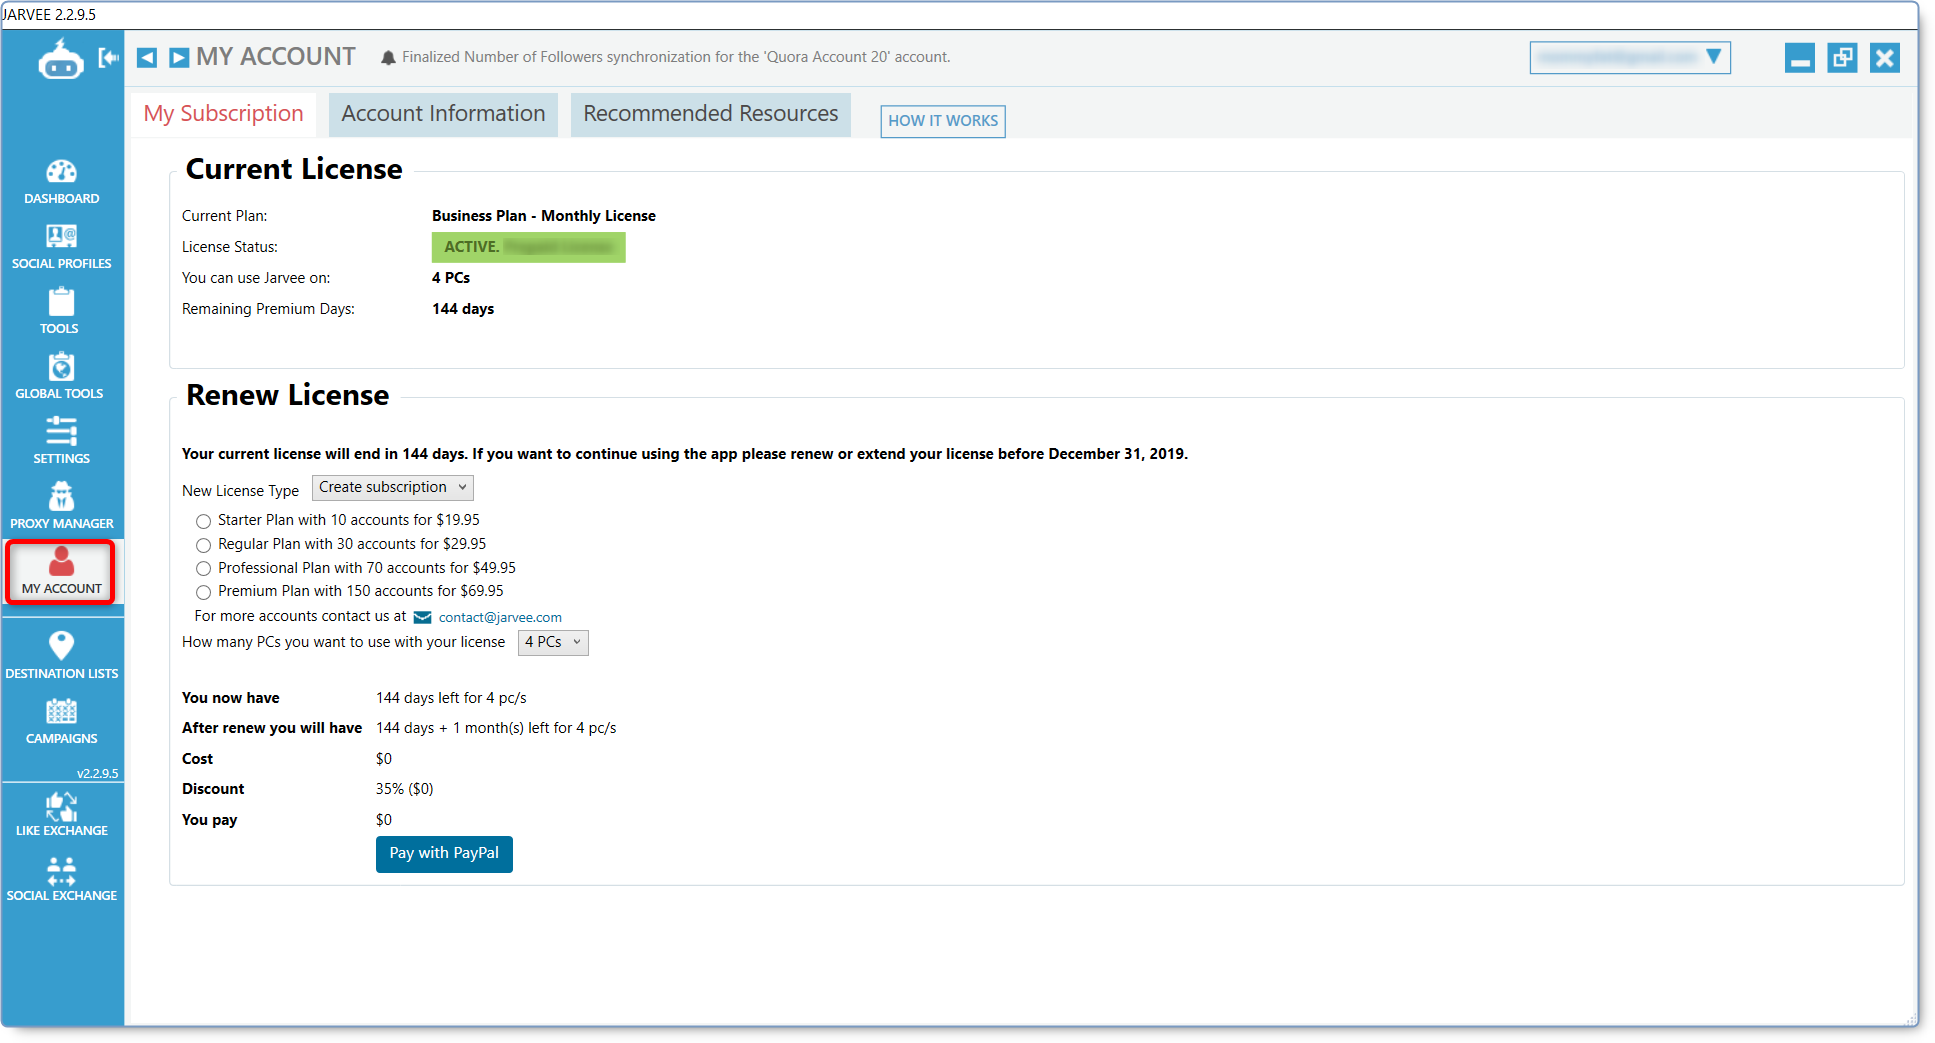 JARVEE 2.2.9.5
MY ACCOUNT
Finalized Number of Followers synchronization for the 'Quora Account 20' account.
My Subscription
Account Information
Recommended Resources
HOW IT WORKS
DASHBOARD
SOCIAL PROFILES
TOOLS
GLOBAL TOOLS
SETTINGS
PROXY MANAGER
MY ACCOUNT
DESTINATION LISTS
CAMPAIGNS
v2.2.9.5
LIKE EXCHANGE
SOCIAL EXCHANGE
Current License
Current Plan: Business Plan - Monthly License
License Status: ACTIVE.
You can use Jarvee on: 4 PCs
Remaining Premium Days: 144 days
Renew License
Your current license will end in 144 days. If you want to continue using the app please renew or extend your license before December 31, 2019.
New License Type Create subscription
Starter Plan with 10 accounts for $19.95
Regular Plan with 30 accounts for $29.95
Professional Plan with 70 accounts for $49.95
Premium Plan with 150 accounts for $69.95
For more accounts contact us at contact@jarvee.com
How many PCs you want to use with your license 4 PCs
You now have 144 days left for 4 pc/s
After renew you will have 144 days + 1 month(s) left for 4 pc/s
Cost $0
Discount 35% ($0)
You pay $0
Pay with PayPal